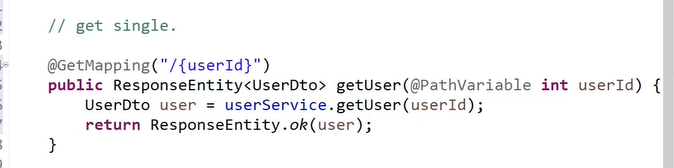 // get single.
@GetMapping("/{userId}")
public ResponseEntity<UserDto> getUser(@PathVariable int userId) {
UserDto user = userService.getUser(userId);
return ResponseEntity.ok(user);
}